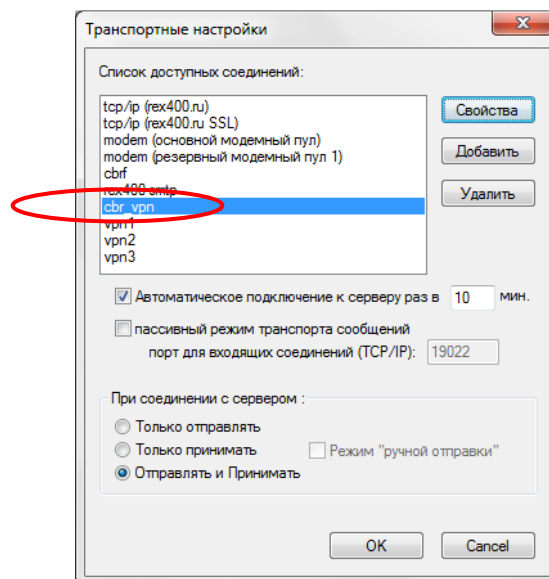 Транспортные настройки
Список доступных соединений:
tcp/ip (rex400.ru)
tcp/ip (rex400.ru SSL)
modem (основной модемный пул)
modem (резервный модемный пул 1)
cbrf
rex400 smtp
cbr_vpn
vpn1
vpn2
vpn3
Свойства
Добавить
Удалить
Автоматическое подключение к серверу раз в 10 мин.
пассивный режим транспорта сообщений
порт для входящих соединений (TCP/IP): 19022
При соединении с сервером :
Только отправлять
Только принимать Режим "ручной отправки"
Отправлять и Принимать
OK Cancel